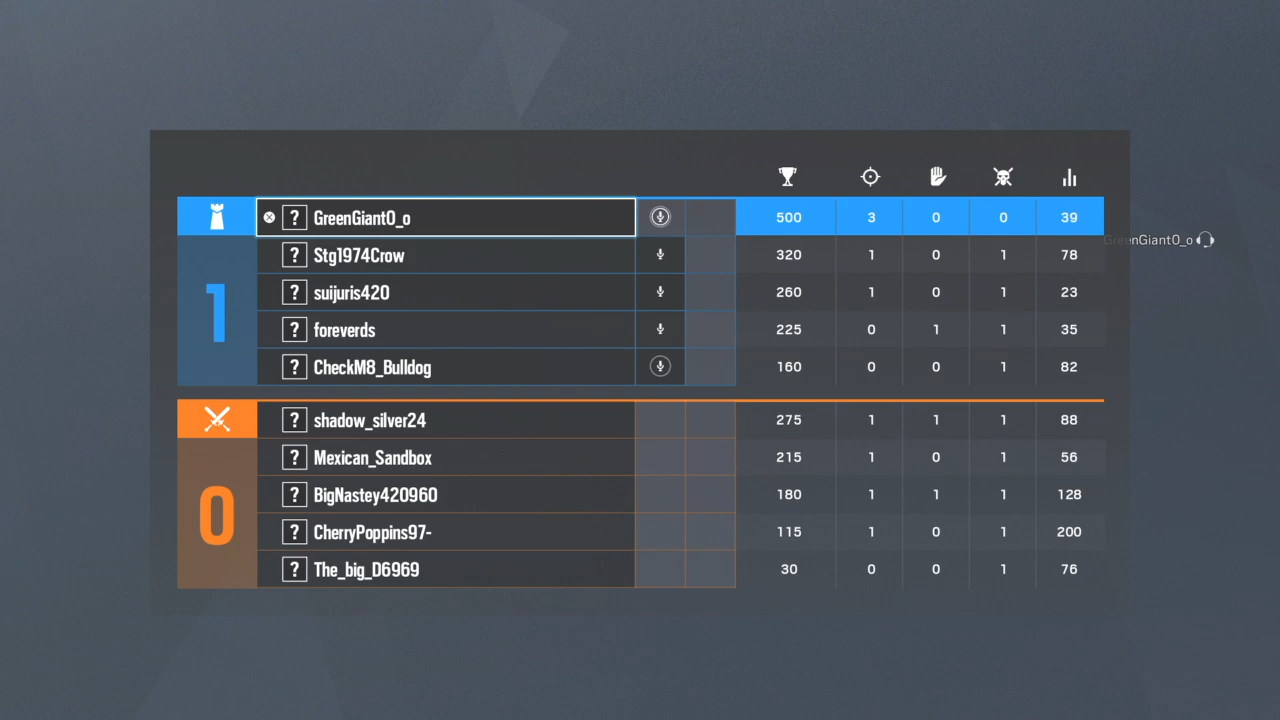 ? GreenGiantO_o 500 3 0 0 39
GreenGiantO_o
? Stg1974Crow 320 1 0 1 78
1
? suijuris420 260 1 0 1 23
? foreverds 225 0 1 1 35
? CheckM8_Bulldog 160 0 0 1 82
? shadow_silver24 275 1 1 1 88
? Mexican_Sandbox 215 1 0 1 56
0
? BigNastey420960 180 1 1 1 128
? CherryPoppins97- 115 1 0 1 200
? The_big_D6969 30 0 0 1 76